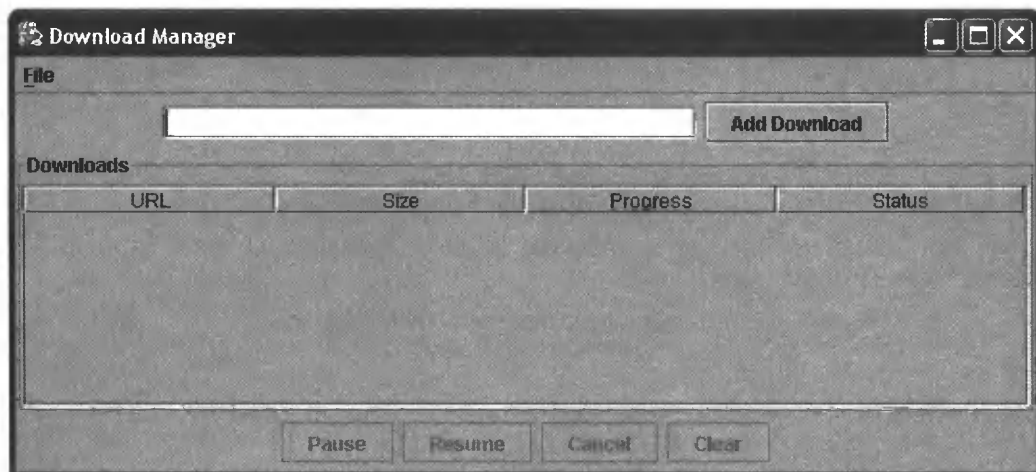 Download Manager
File
Add Download
Downloads
URL Size Progress Status
Pause Resume Cancel Clear